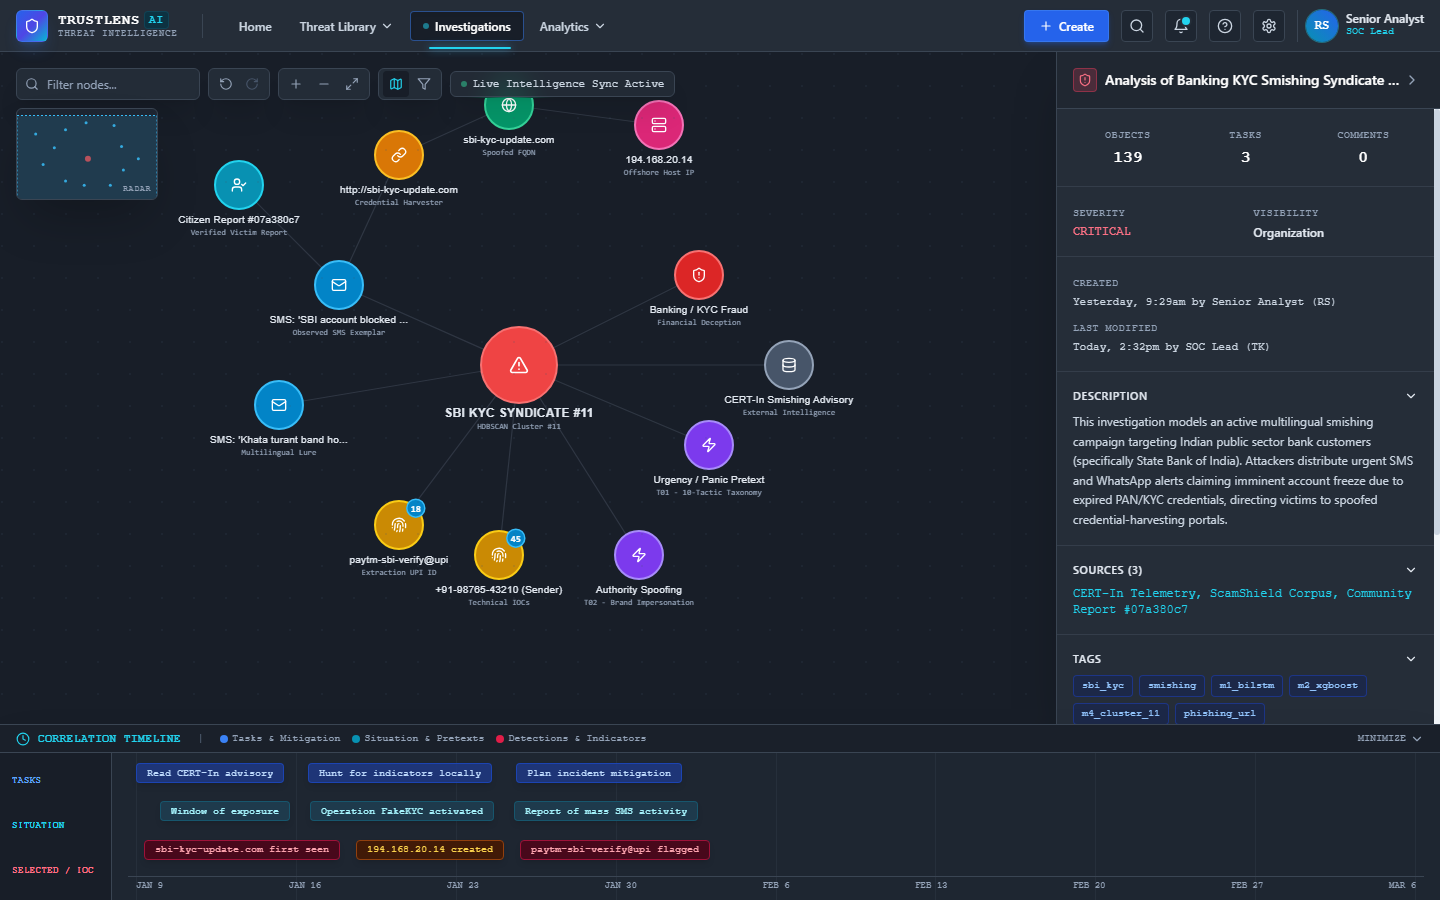 TRUSTLENS AI
THREAT INTELLIGENCE
Home
Threat Library
Investigations
Analytics
Create
RS
Senior Analyst
SOC Lead
Filter nodes...
Live Intelligence Sync Active
RADAR
sbi-kyc-update.com
Spoofed FQDN
194.168.20.14
Offshore Host IP
http://sbi-kyc-update.com
Credential Harvester
Citizen Report #07a380c7
Verified Victim Report
SMS: 'SBI account blocked ...
Observed SMS Exemplar
Banking / KYC Fraud
Financial Deception
SBI KYC SYNDICATE #11
HDBSCAN Cluster #11
CERT-In Smishing Advisory
External Intelligence
SMS: 'Khata turant band ho...
Multilingual Lure
Urgency / Panic Pretext
T01 - 10-Tactic Taxonomy
18
paytm-sbi-verify@upi
Extraction UPI ID
45
+91-98765-43210 (Sender)
Technical IOCs
Authority Spoofing
T02 - Brand Impersonation
Analysis of Banking KYC Smishing Syndicate ...
OBJECTS
139
TASKS
3
COMMENTS
0
SEVERITY
CRITICAL
VISIBILITY
Organization
CREATED
Yesterday, 9:29am by Senior Analyst (RS)
LAST MODIFIED
Today, 2:32pm by SOC Lead (TK)
DESCRIPTION
This investigation models an active multilingual smishing
campaign targeting Indian public sector bank customers
(specifically State Bank of India). Attackers distribute urgent SMS
and WhatsApp alerts claiming imminent account freeze due to
expired PAN/KYC credentials, directing victims to spoofed
credential-harvesting portals.
SOURCES (3)
CERT-In Telemetry, ScamShield Corpus, Community
Report #07a380c7
TAGS
sbi_kyc
smishing
m1_bilstm
m2_xgboost
m4_cluster_11
phishing_url
CORRELATION TIMELINE
Tasks & Mitigation
Situation & Pretexts
Detections & Indicators
MINIMIZE
TASKS
Read CERT-In advisory
Hunt for indicators locally
Plan incident mitigation
SITUATION
Window of exposure
Operation FakeKYC activated
Report of mass SMS activity
SELECTED / IOC
sbi-kyc-update.com first seen
194.168.20.14 created
paytm-sbi-verify@upi flagged
JAN 9
JAN 16
JAN 23
JAN 30
FEB 6
FEB 13
FEB 20
FEB 27
MAR 6